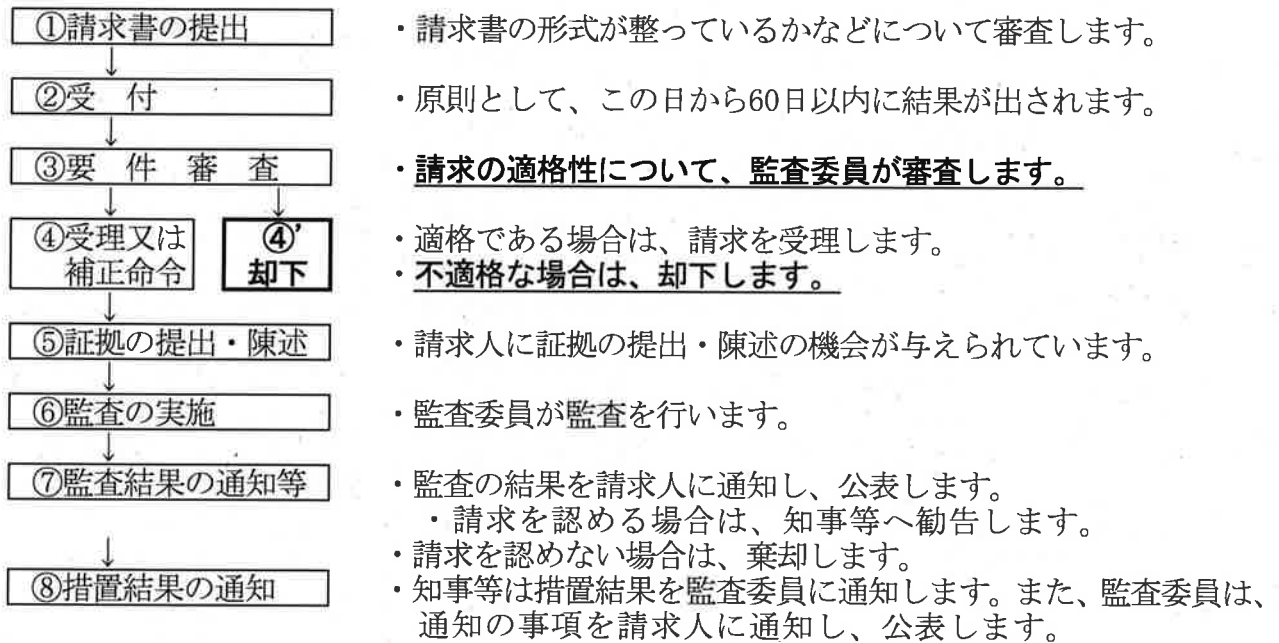 ①請求書の提出 ・請求書の形式が整っているかなどについて審査します。
↓
②受　付 ・原則として、この日から60日以内に結果が出されます。
↓
③要　件　審　査 ・請求の適格性について、監査委員が審査します。
↓ ↓
④受理又は ④’ ・適格である場合は、請求を受理します。
補正命令 却下 ・不適格な場合は、却下します。
↓
⑤証拠の提出・陳述 ・請求人に証拠の提出・陳述の機会が与えられています。
↓
⑥監査の実施 ・監査委員が監査を行います。
↓
⑦監査結果の通知等 ・監査の結果を請求人に通知し、公表します。
・請求を認める場合は、知事等へ勧告します。
↓ ・請求を認めない場合は、棄却します。
⑧措置結果の通知 ・知事等は措置結果を監査委員に通知します。また、監査委員は、
通知の事項を請求人に通知し、公表します。